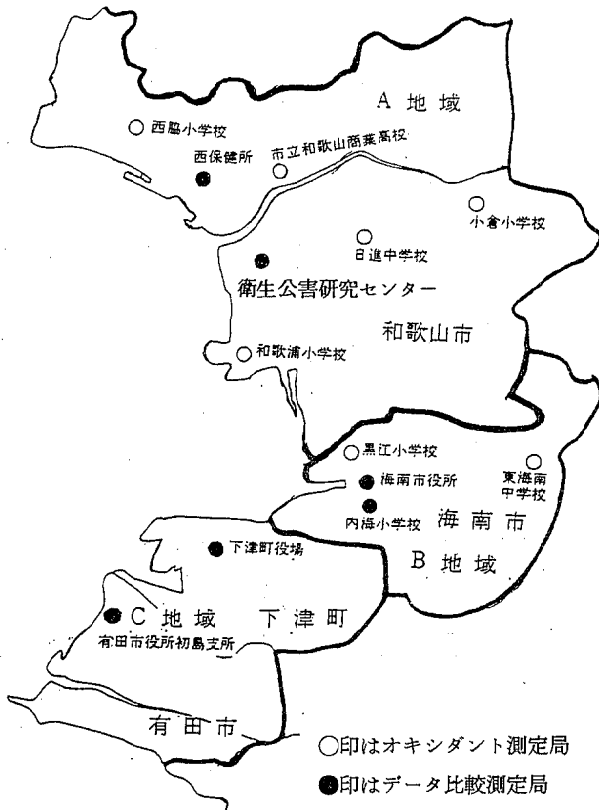 A地域
西脇小学校
市立和歌山商業高校
西保健所
小倉小学校
日進中学校
衛生公害研究センター
和歌山市
和歌浦小学校
黒江小学校
海南市役所
東海南
中学校
内海小学校
海南市
下津町役場
B地域
C地域
下津町
有田市役所初島支所
有田市
○印はオキシダント測定局
●印はデータ比較測定局